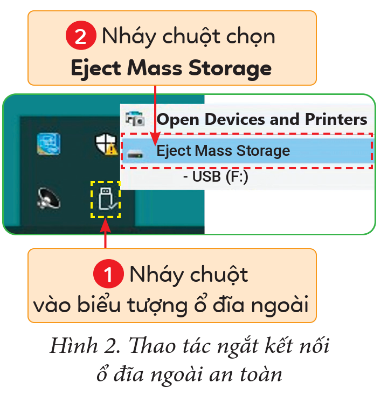 2 Nháy chuột chọn
Eject Mass Storage
Open Devices and Printers
Eject Mass Storage
- USB (F:)
1 Nháy chuột
vào biểu tượng ổ đĩa ngoài
Hình 2. Thao tác ngắt kết nối
ổ đĩa ngoài an toàn